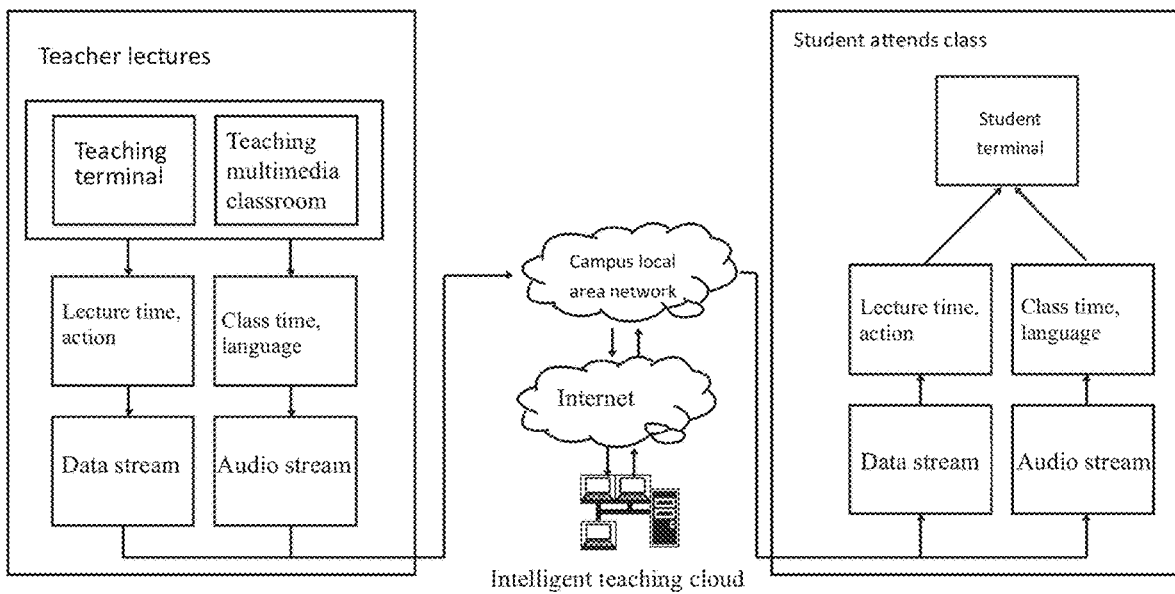 Teacher lectures
Teaching
terminal
Teaching
multimedia
classroom
Lecture time,
action
Class time,
language
Data stream
Audio stream
Campus local
area network
Internet
Intelligent teaching cloud
Student attends class
Student
terminal
Lecture time,
action
Class time,
language
Data stream
Audio stream